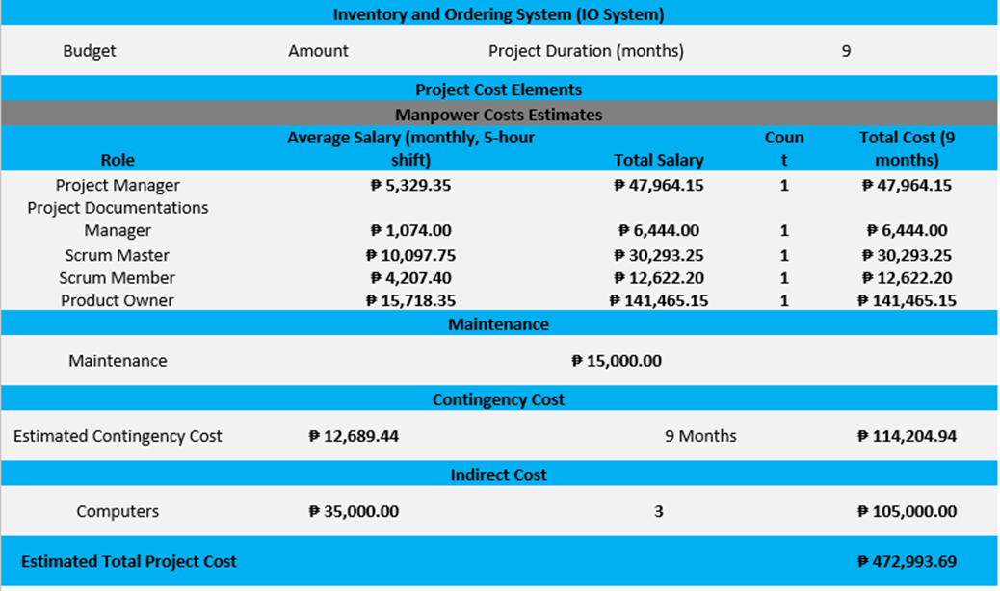 Inventory and Ordering System (IO System)
Budget Amount Project Duration (months) 9
Project Cost Elements
Manpower Costs Estimates
Average Salary (monthly, 5-hour Coun Total Cost (9
Role shift) Total Salary t months)
Project Manager ₱ 5,329.35 ₱ 47,964.15 1 ₱ 47,964.15
Project Documentations
Manager ₱ 1,074.00 ₱ 6,444.00 1 ₱ 6,444.00
Scrum Master ₱ 10,097.75 ₱ 30,293.25 1 ₱ 30,293.25
Scrum Member ₱ 4,207.40 ₱ 12,622.20 1 ₱ 12,622.20
Product Owner ₱ 15,718.35 ₱ 141,465.15 1 ₱ 141,465.15
Maintenance
Maintenance ₱ 15,000.00
Contingency Cost
Estimated Contingency Cost ₱ 12,689.44 9 Months ₱ 114,204.94
Indirect Cost
Computers ₱ 35,000.00 3 ₱ 105,000.00
Estimated Total Project Cost ₱ 472,993.69